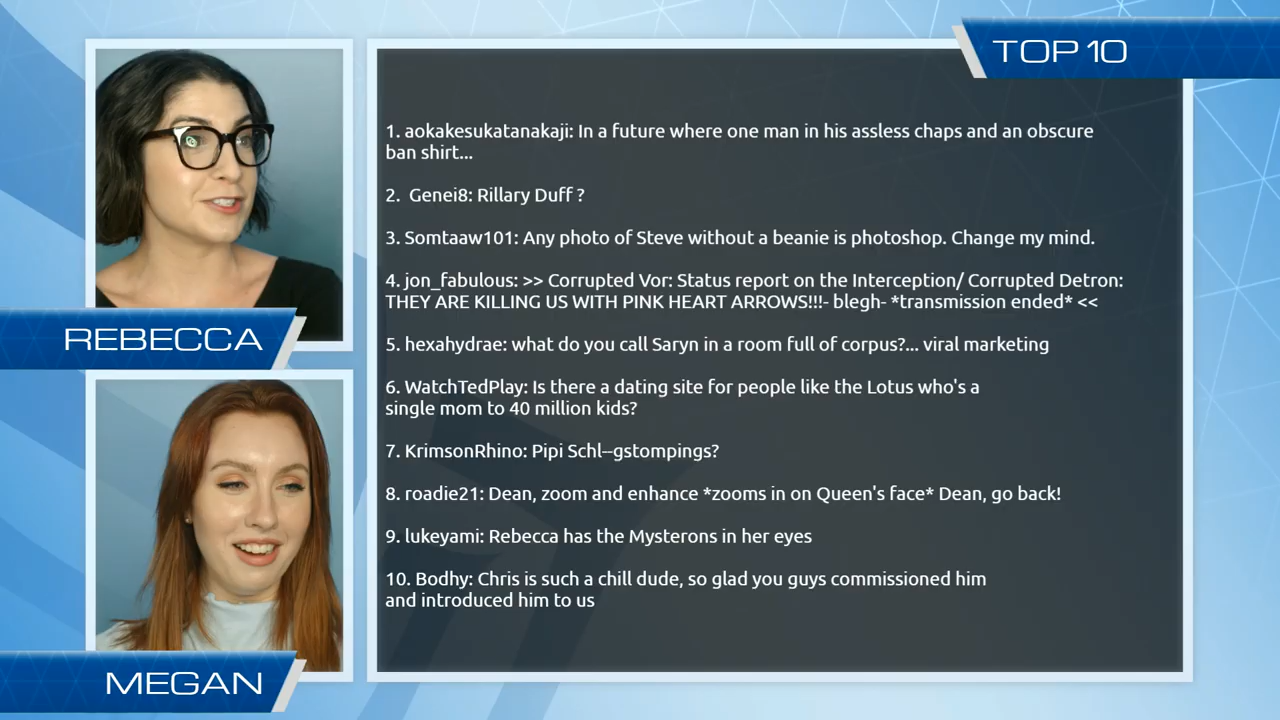 TOP 10
1. aokakesukatanakaji: In a future where one man in his assless chaps and an obscure
ban shirt...
2. Genei8: Rillary Duff ?
3. Somtaaw101: Any photo of Steve without a beanie is photoshop. Change my mind.
4. jon_fabulous: >> Corrupted Vor: Status report on the Interception/ Corrupted Detron:
THEY ARE KILLING US WITH PINK HEART ARROWS!!!- blegh- *transmission ended* <<
5. hexahydrae: what do you call Saryn in a room full of corpus?... viral marketing
6. WatchTedPlay: Is there a dating site for people like the Lotus who's a
single mom to 40 million kids?
7. KrimsonRhino: Pipi Schl--gstompings?
8. roadie21: Dean, zoom and enhance *zooms in on Queen's face* Dean, go back!
9. lukeyami: Rebecca has the Mysterons in her eyes
10. Bodhy: Chris is such a chill dude, so glad you guys commissioned him
and introduced him to us
REBECCA
MEGAN